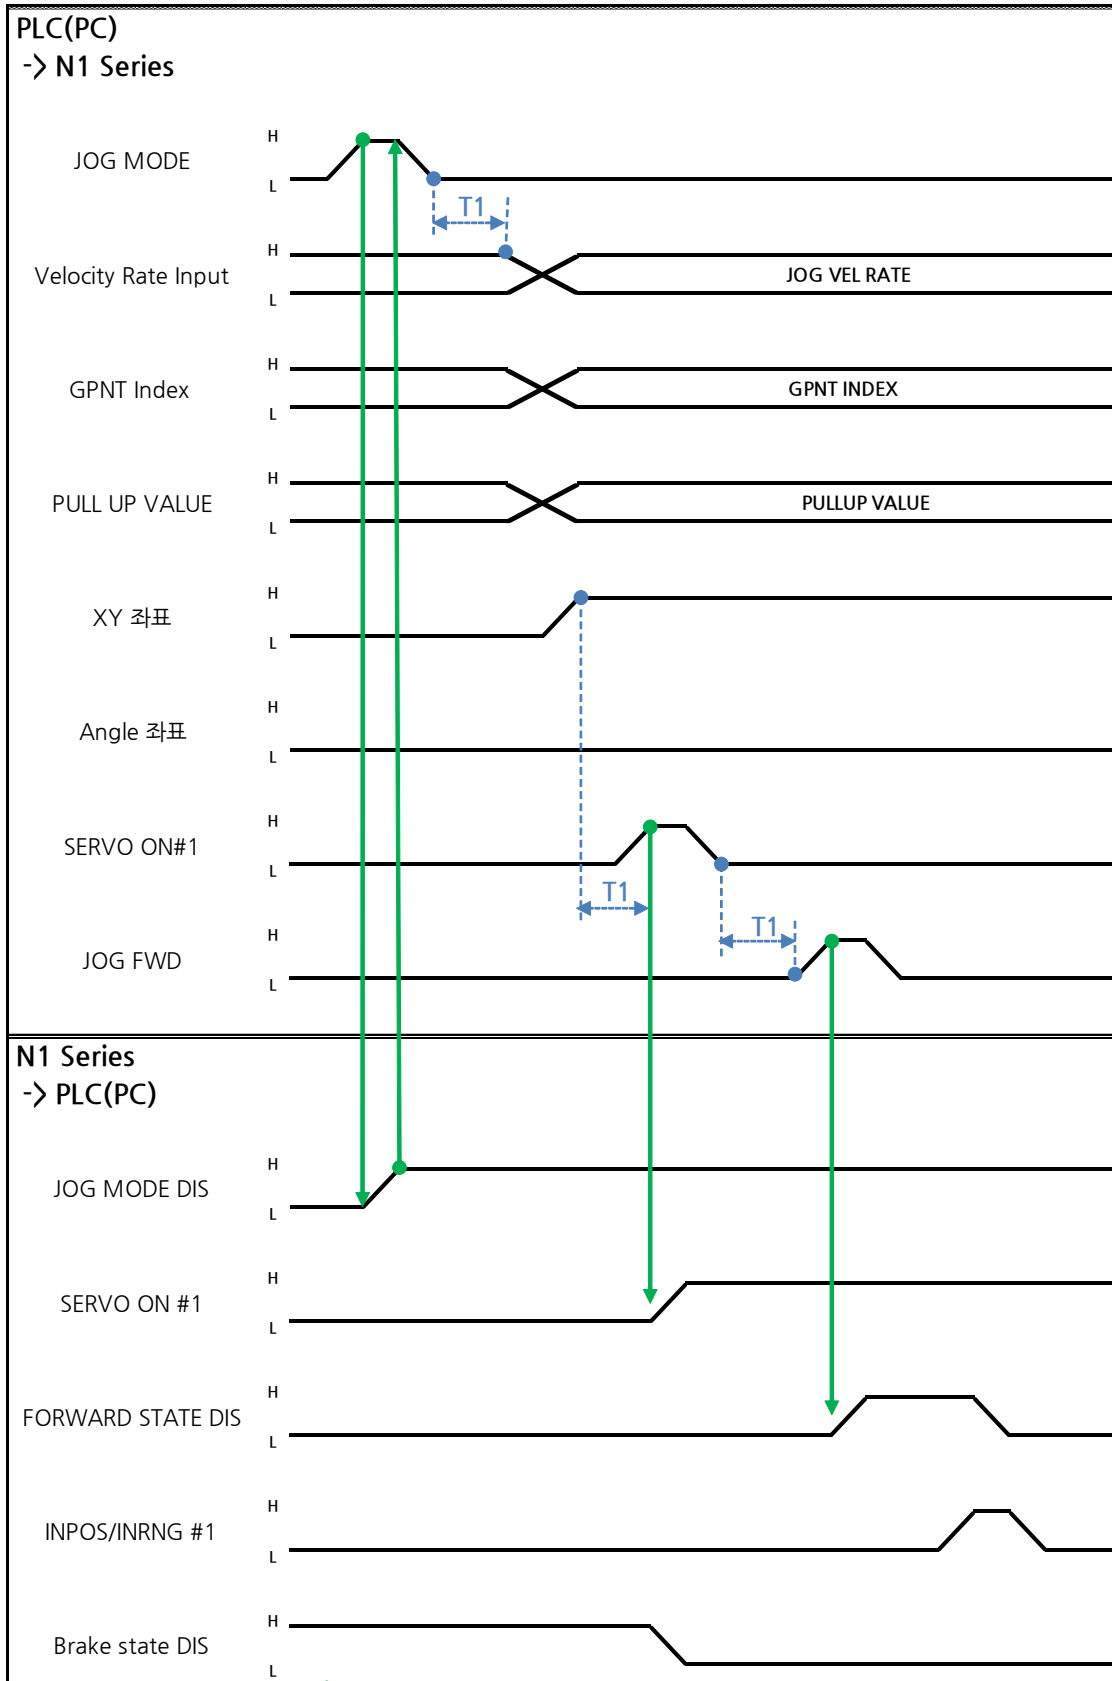 PLC(PC)
-> N1 Series
JOG MODE
H
L
T1
Velocity Rate Input
H
L
JOG VEL RATE
GPNT Index
H
L
GPNT INDEX
PULL UP VALUE
H
L
PULLUP VALUE
XY 좌표
H
L
Angle 좌표
H
L
SERVO ON#1
H
L
T1
T1
JOG FWD
H
L
N1 Series
-> PLC(PC)
JOG MODE DIS
H
L
SERVO ON #1
H
L
FORWARD STATE DIS
H
L
INPOS/INRNG #1
H
L
Brake state DIS
H
L